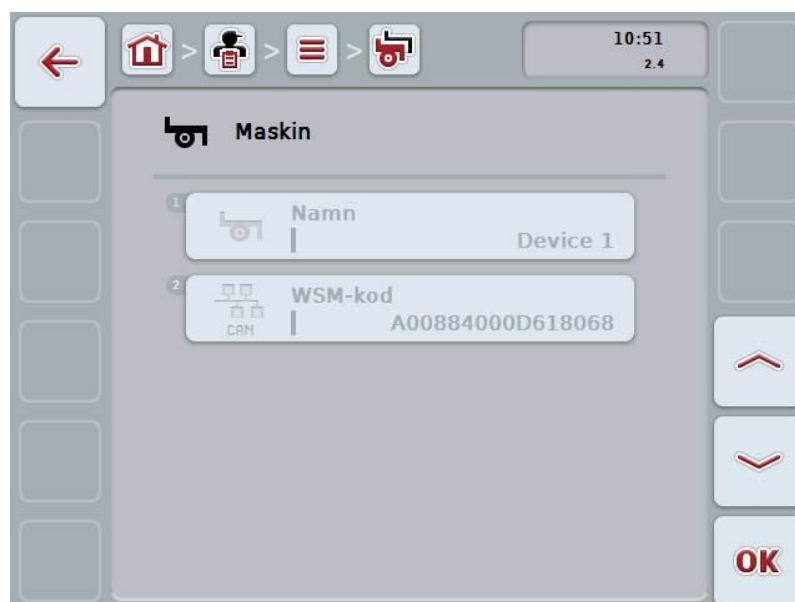 > > >
10:51
2.4
Maskin
1
Namn
Device 1
2
WSM-kod
CAN
A00884000D618068
OK